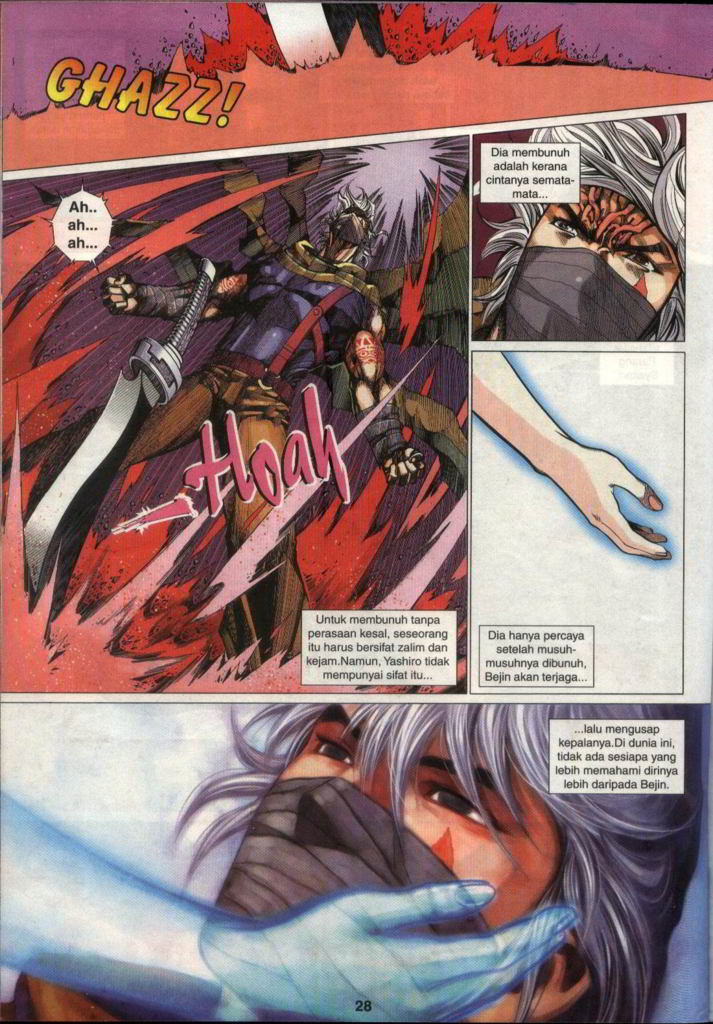 GHAZZ!
Ah..
ah...
ah...
Hoah
Untuk membunuh tanpa
perasaan kesal, seseorang
itu harus bersifat zalim dan
kejam.Namun, Yashiro tidak
mempunyai sifat itu...
Dia membunuh
adalah kerana
cintanya semata-
mata...
Dia hanya percaya
setelah musuh-
musuhnya dibunuh,
Bejin akan terjaga...
...lalu mengusap
kepalanya.Di dunia ini,
tidak ada sesiapa yang
lebih memahami dirinya
lebih daripada Bejin.
28